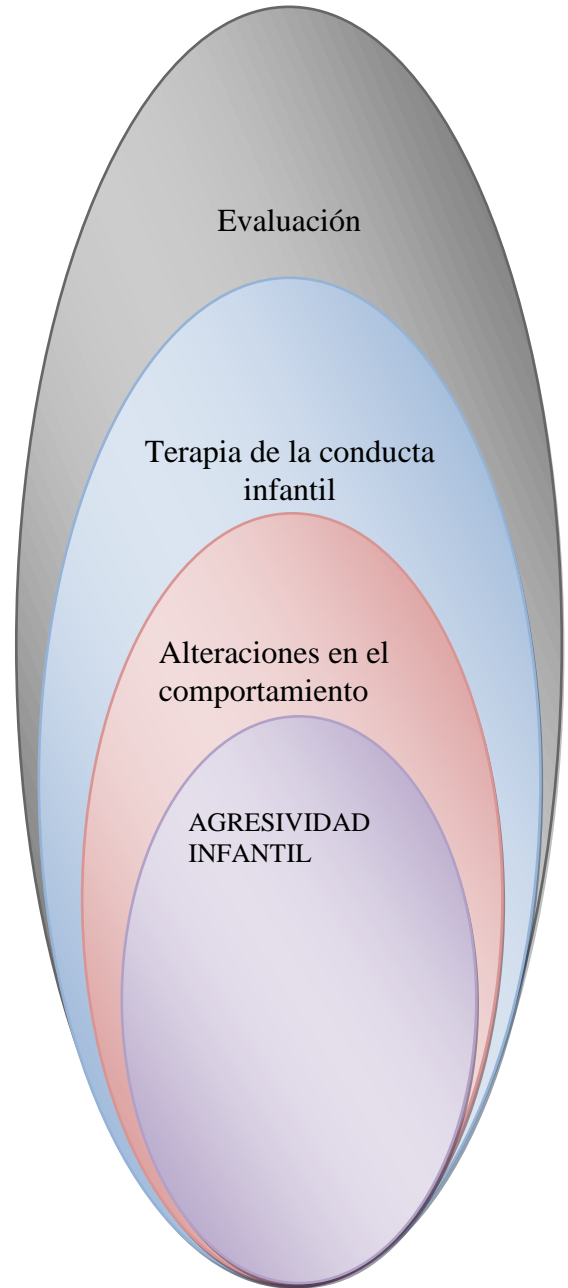 Evaluación
Terapia de la conducta
infantil
Alteraciones en el
comportamiento
AGRESIVIDAD
INFANTIL